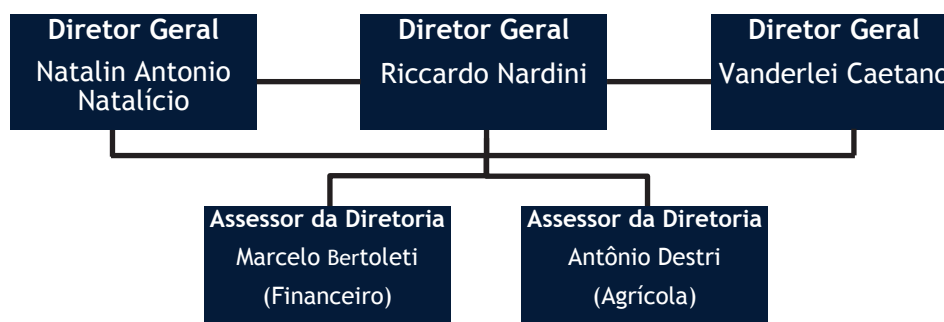 Diretor Geral
Natalin Antonio
Natalício
Diretor Geral
Riccardo Nardini
Diretor Geral
Vanderlei Caetano
Assessor da Diretoria
Marcelo Bertoleti
(Financeiro)
Assessor da Diretoria
Antônio Destri
(Agrícola)